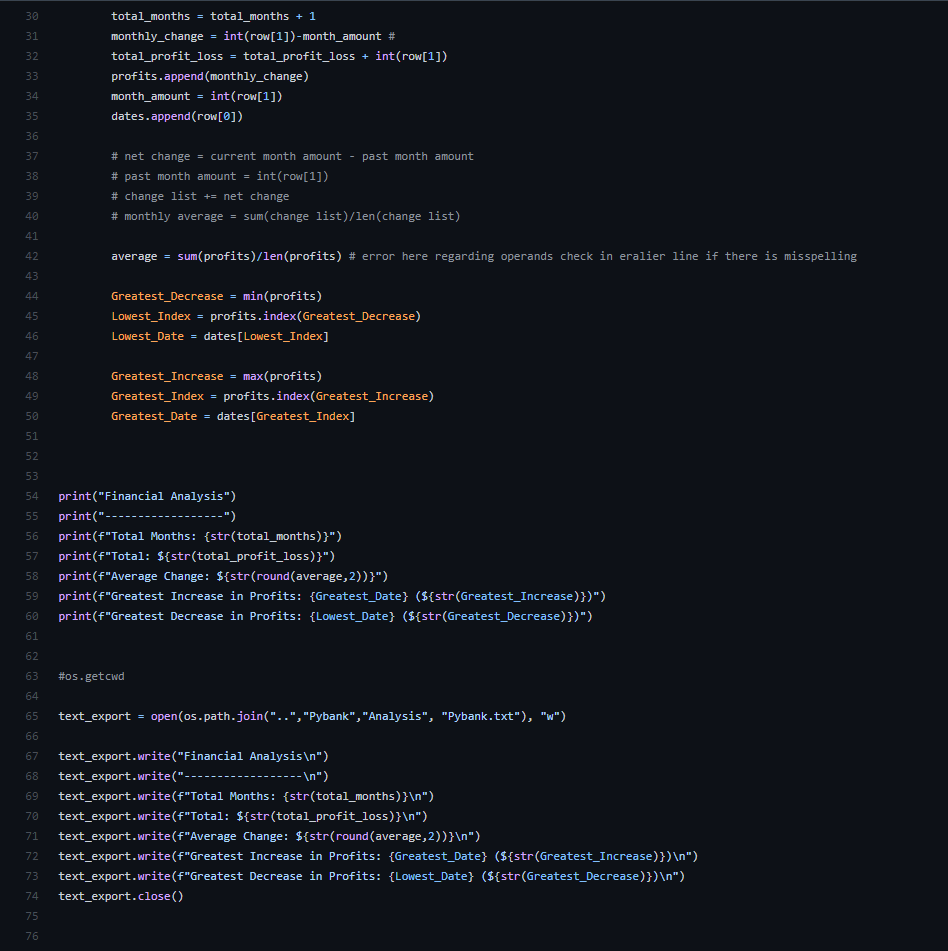 30 total_months = total_months + 1
31 monthly_change = int(row[1])-month_amount #
32 total_profit_loss = total_profit_loss + int(row[1])
33 profits.append(monthly_change)
34 month_amount = int(row[1])
35 dates.append(row[0])
36
37 # net change = current month amount - past month amount
38 # past month amount = int(row[1])
39 # change list += net change
40 # monthly average = sum(change list)/len(change list)
41
42 average = sum(profits)/len(profits) # error here regarding operands check in eralier line if there is misspelling
43
44 Greatest_Decrease = min(profits)
45 Lowest_Index = profits.index(Greatest_Decrease)
46 Lowest_Date = dates[Lowest_Index]
47
48 Greatest_Increase = max(profits)
49 Greatest_Index = profits.index(Greatest_Increase)
50 Greatest_Date = dates[Greatest_Index]
51
52
53
54 print("Financial Analysis")
55 print("------------------")
56 print(f"Total Months: {str(total_months)}")
57 print(f"Total: ${str(total_profit_loss)}")
58 print(f"Average Change: ${str(round(average,2))}")
59 print(f"Greatest Increase in Profits: {Greatest_Date} (${str(Greatest_Increase)})")
60 print(f"Greatest Decrease in Profits: {Lowest_Date} (${str(Greatest_Decrease)})")
61
62
63 #os.getcwd
64
65 text_export = open(os.path.join("..","Pybank","Analysis", "Pybank.txt"), "w")
66
67 text_export.write("Financial Analysis\n")
68 text_export.write("------------------\n")
69 text_export.write(f"Total Months: {str(total_months)}\n")
70 text_export.write(f"Total: ${str(total_profit_loss)}\n")
71 text_export.write(f"Average Change: ${str(round(average,2))}\n")
72 text_export.write(f"Greatest Increase in Profits: {Greatest_Date} (${str(Greatest_Increase)})\n")
73 text_export.write(f"Greatest Decrease in Profits: {Lowest_Date} (${str(Greatest_Decrease)})\n")
74 text_export.close()
75
76